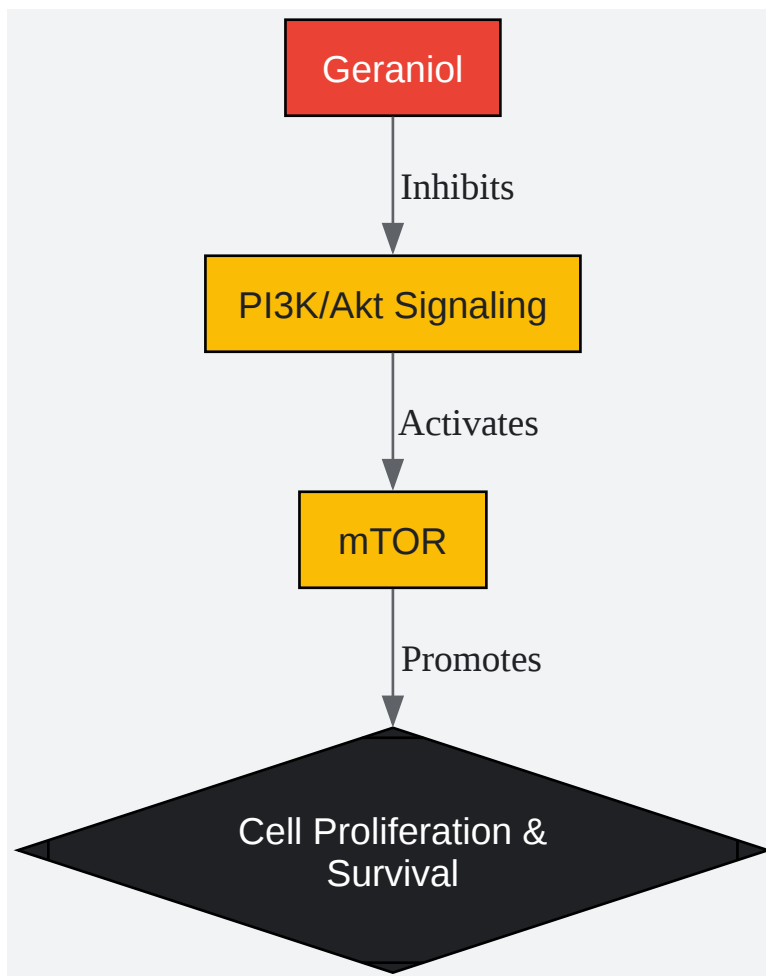 Geraniol
Inhibits
PI3K/Akt Signaling
Activates
mTOR
Promotes
Cell Proliferation &
Survival